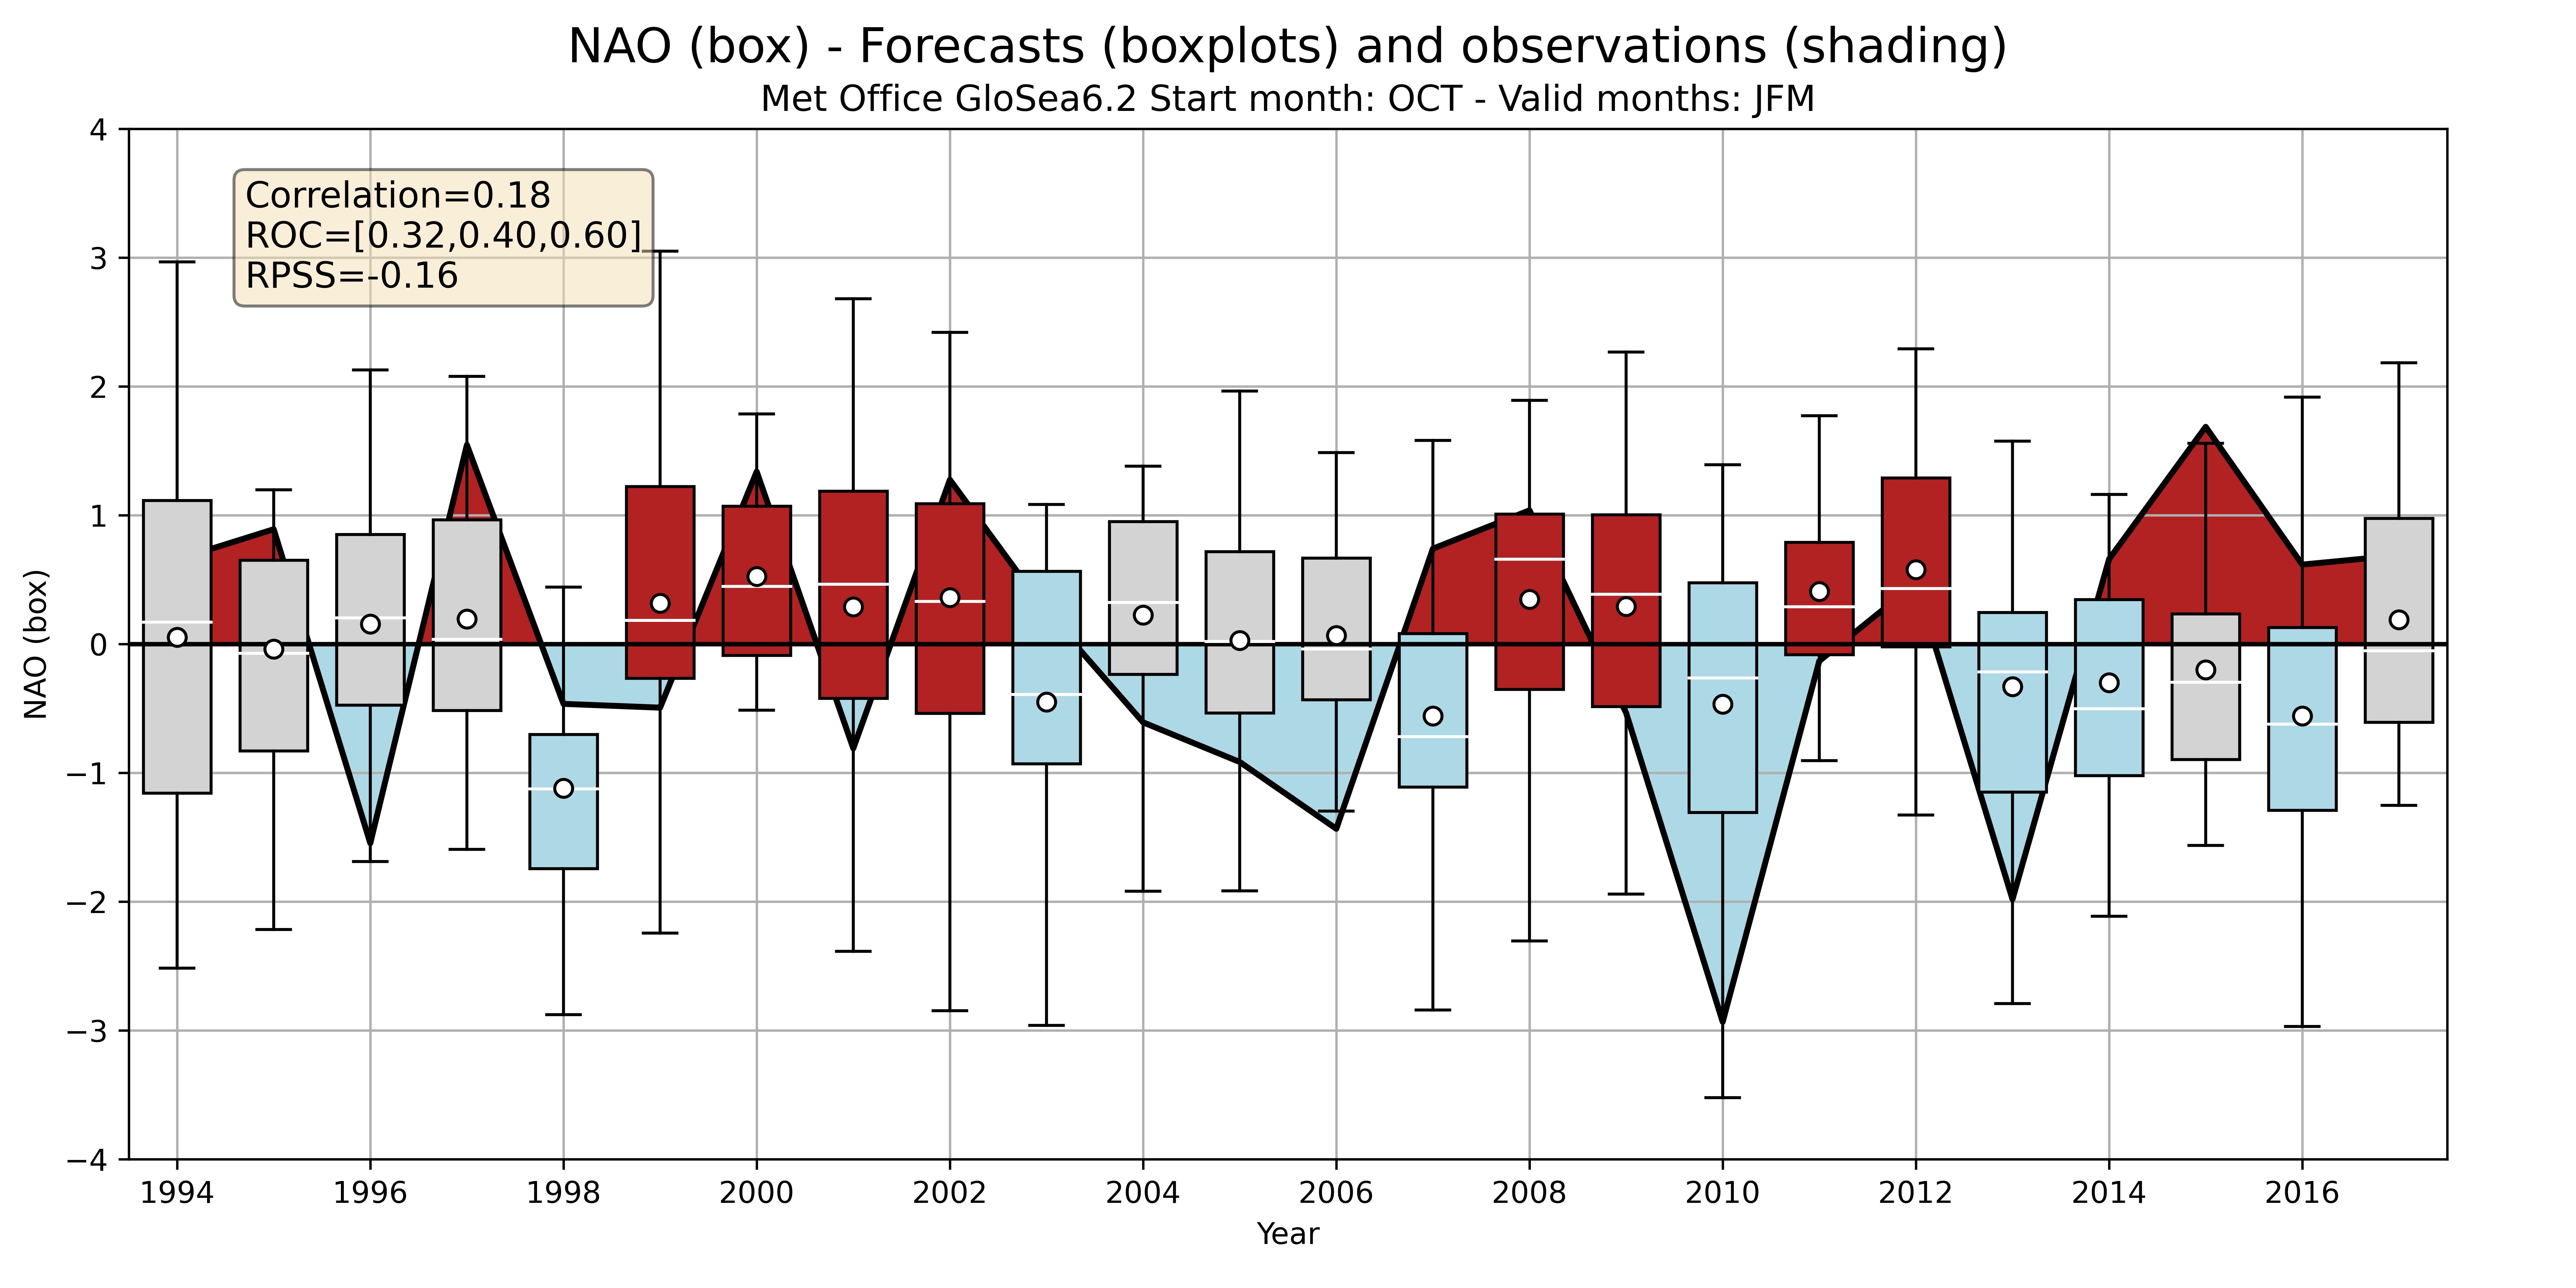 NAO (box) - Forecasts (boxplots) and observations (shading)
Met Office GloSea6.2 Start month: OCT - Valid months: JFM
Correlation=0.18
ROC=[0.32,0.40,0.60]
RPSS=-0.16
NAO (box)
4
3
2
1
0
−1
−2
−3
−4
1994 1996 1998 2000 2002 2004 2006 2008 2010 2012 2014 2016
Year